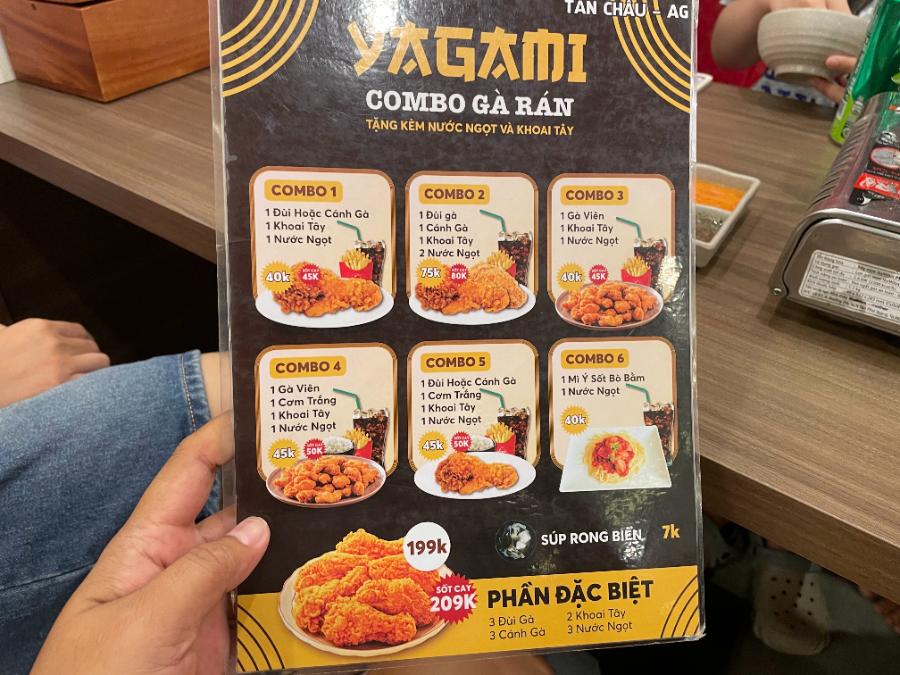 TÂN CHÂU - AG
YAGAMI
COMBO GÀ RÁN
TẶNG KÈM NƯỚC NGỌT VÀ KHOAI TÂY
COMBO 1
1 Đùi Hoặc Cánh Gà
1 Khoai Tây
1 Nước Ngọt
40k
SỐT CAY
45K
COMBO 2
1 Đùi gà
1 Cánh Gà
1 Khoai Tây
2 Nước Ngọt
75k
SỐT CAY
80K
COMBO 3
1 Gà Viên
1 Khoai Tây
1 Nước Ngọt
40k
SỐT CAY
45K
COMBO 4
1 Gà Viên
1 Cơm Trắng
1 Khoai Tây
1 Nước Ngọt
45k
SỐT CAY
50K
COMBO 5
1 Đùi Hoặc Cánh Gà
1 Cơm Trắng
1 Khoai Tây
1 Nước Ngọt
45k
SỐT CAY
50K
COMBO 6
1 Mì Ý Sốt Bò Bằm
1 Nước Ngọt
40k
SÚP RONG BIỂN 7k
199k
SỐT CAY
209K
PHẦN ĐẶC BIỆT
3 Đùi Gà 2 Khoai Tây
3 Cánh Gà 3 Nước Ngọt